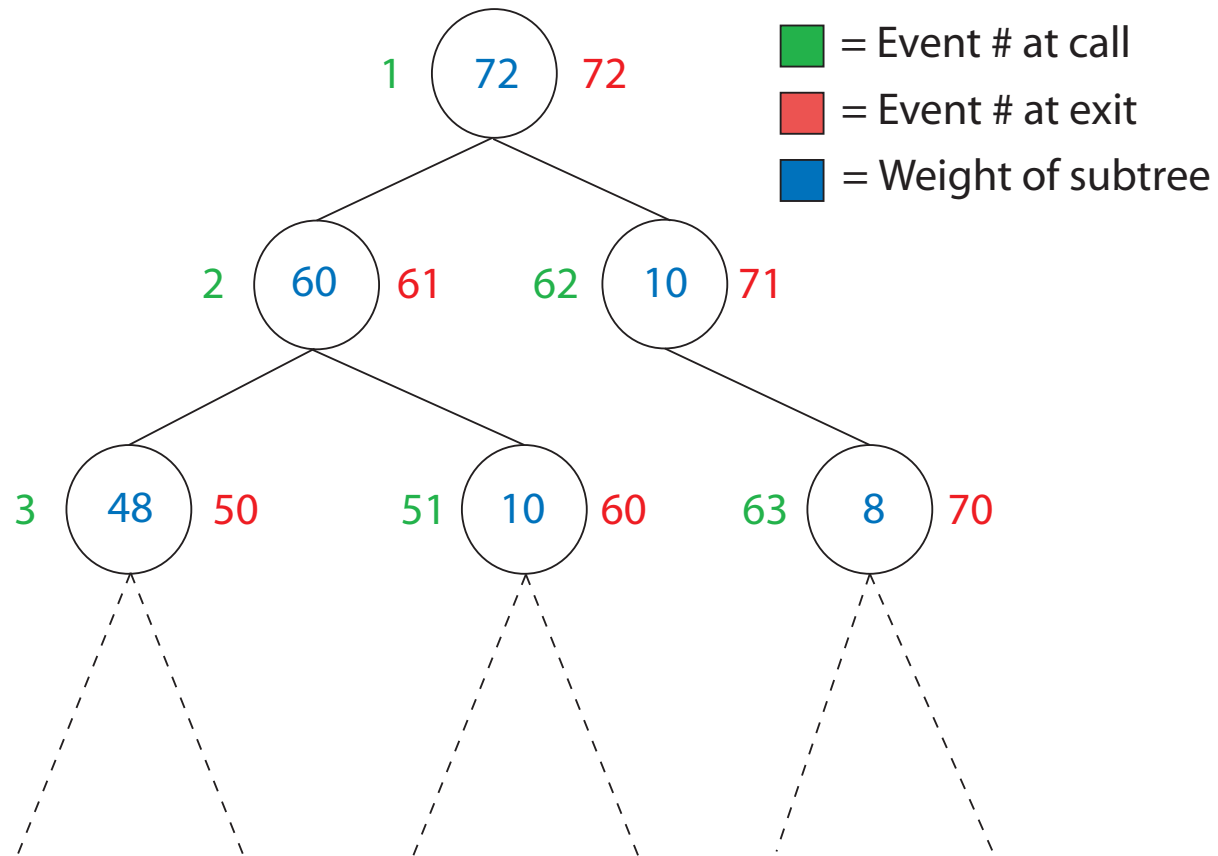 = Event # at call
1 72 72
= Event # at exit
= Weight of subtree
2 60 61 62 10 71
3 48 50 51 10 60 63 8 70